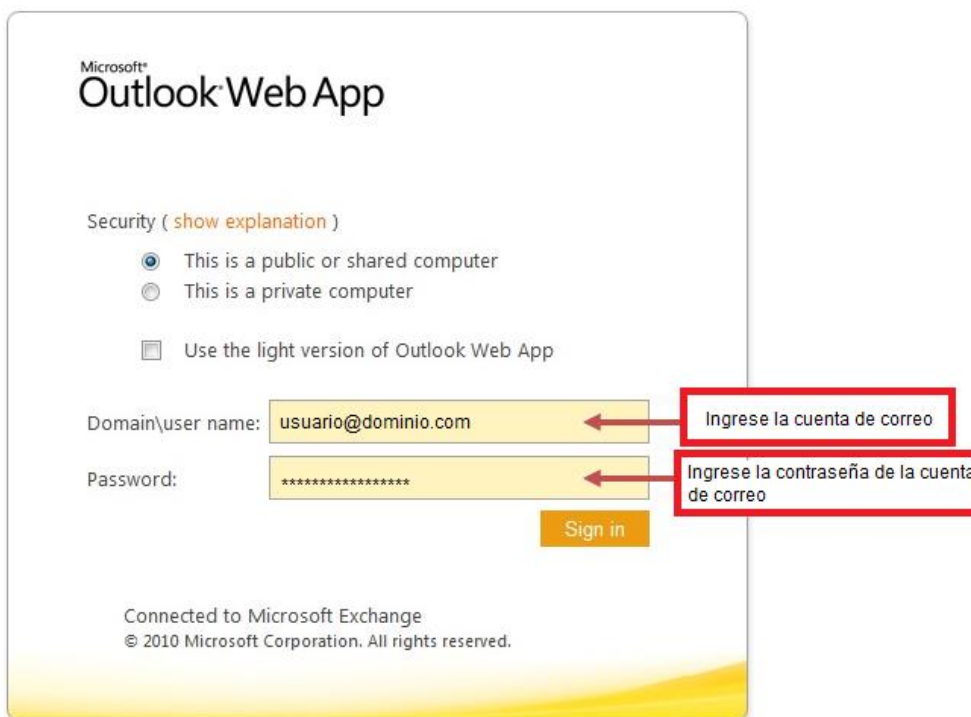 Microsoft®
Outlook Web App
Security ( show explanation )
This is a public or shared computer
This is a private computer
Use the light version of Outlook Web App
Domain\user name: usuario@dominio.com
Ingrese la cuenta de correo
Password: *****************
Ingrese la contraseña de la cuenta
de correo
Sign in
Connected to Microsoft Exchange
© 2010 Microsoft Corporation. All rights reserved.